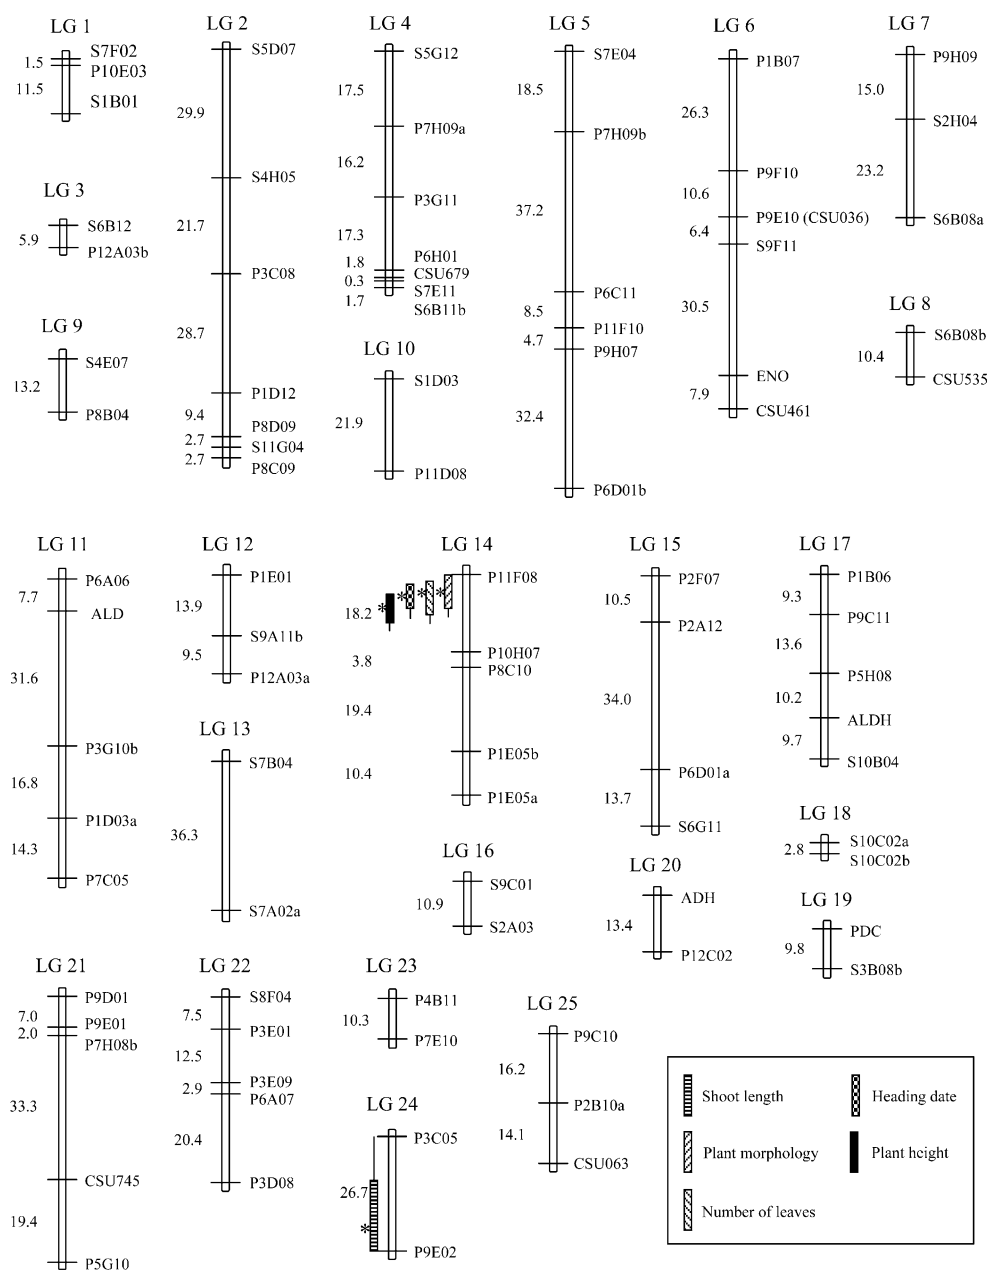 LG 1
S7F02
1.5
P10E03
11.5
S1B01
LG 2
S5D07
29.9
S4H05
21.7
P3C08
28.7
P1D12
9.4
P8D09
2.7
S11G04
2.7
P8C09
LG 3
S6B12
5.9
P12A03b
LG 4
S5G12
17.5
P7H09a
16.2
P3G11
17.3
P6H01
1.8
CSU679
0.3
S7E11
1.7
S6B11b
LG 5
S7E04
18.5
P7H09b
37.2
P6C11
8.5
P11F10
4.7
P9H07
32.4
P6D01b
LG 6
P1B07
26.3
P9F10
10.6
P9E10 (CSU036)
6.4
S9F11
30.5
ENO
7.9
CSU461
LG 7
P9H09
15.0
S2H04
23.2
S6B08a
LG 8
S6B08b
10.4
CSU535
LG 9
S4E07
13.2
P8B04
LG 10
S1D03
21.9
P11D08
LG 11
P6A06
7.7
ALD
31.6
P3G10b
16.8
P1D03a
14.3
P7C05
LG 12
P1E01
13.9
S9A11b
9.5
P12A03a
LG 13
S7B04
36.3
S7A02a
LG 14
P11F08
* * * *
18.2
P10H07
3.8
P8C10
19.4
P1E05b
10.4
P1E05a
LG 15
P2F07
10.5
P2A12
34.0
P6D01a
13.7
S6G11
LG 16
S9C01
10.9
S2A03
LG 17
P1B06
9.3
P9C11
13.6
P5H08
10.2
ALDH
9.7
S10B04
LG 18
S10C02a
2.8
S10C02b
LG 19
PDC
9.8
S3B08b
LG 20
ADH
13.4
P12C02
LG 21
P9D01
7.0
P9E01
2.0
P7H08b
33.3
CSU745
19.4
P5G10
LG 22
S8F04
7.5
P3E01
12.5
P3E09
2.9
P6A07
20.4
P3D08
LG 23
P4B11
10.3
P7E10
LG 24
P3C05
26.7
*
P9E02
LG 25
P9C10
16.2
P2B10a
14.1
CSU063
Shoot length
Heading date
Plant morphology
Plant height
Number of leaves